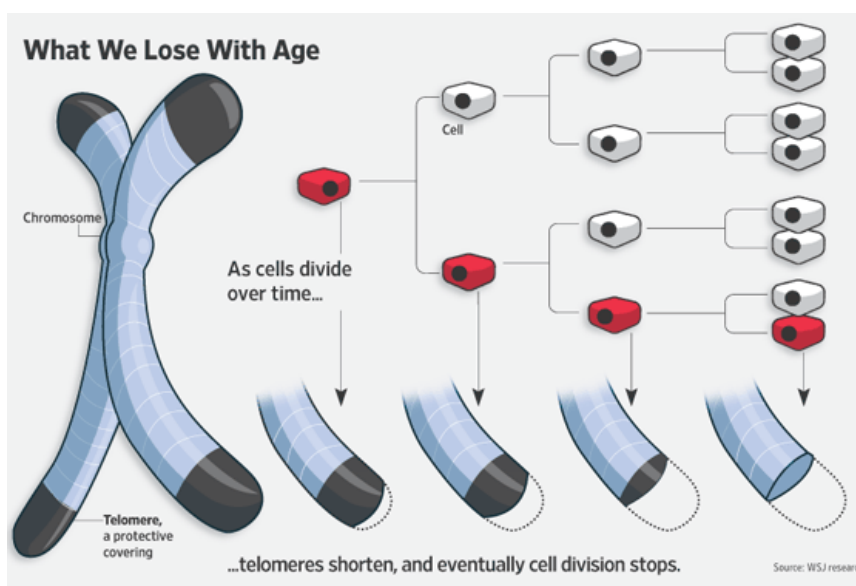 What We Lose With Age
Cell
Chromosome
As cells divide
over time...
Telomere,
a protective
covering
...telomeres shorten, and eventually cell division stops.
Source: WSJ resear